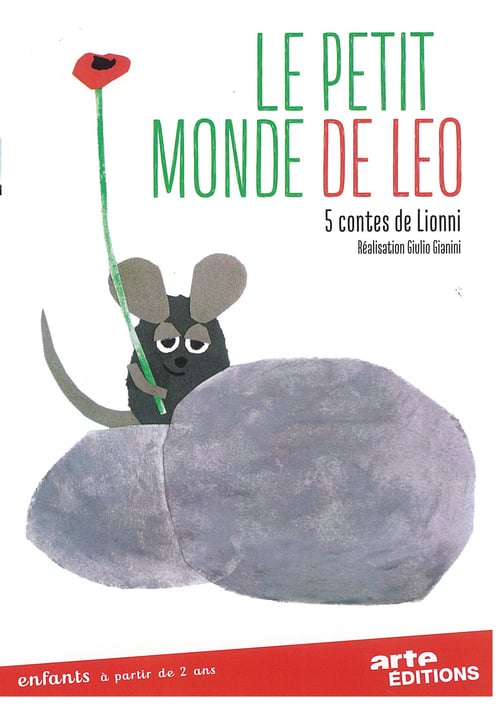 LE PETIT
MONDE DE LEO
5 contes de Lionni
Réalisation Giulio Gianini
enfants à partir de 2 ans
arte
ÉDITIONS